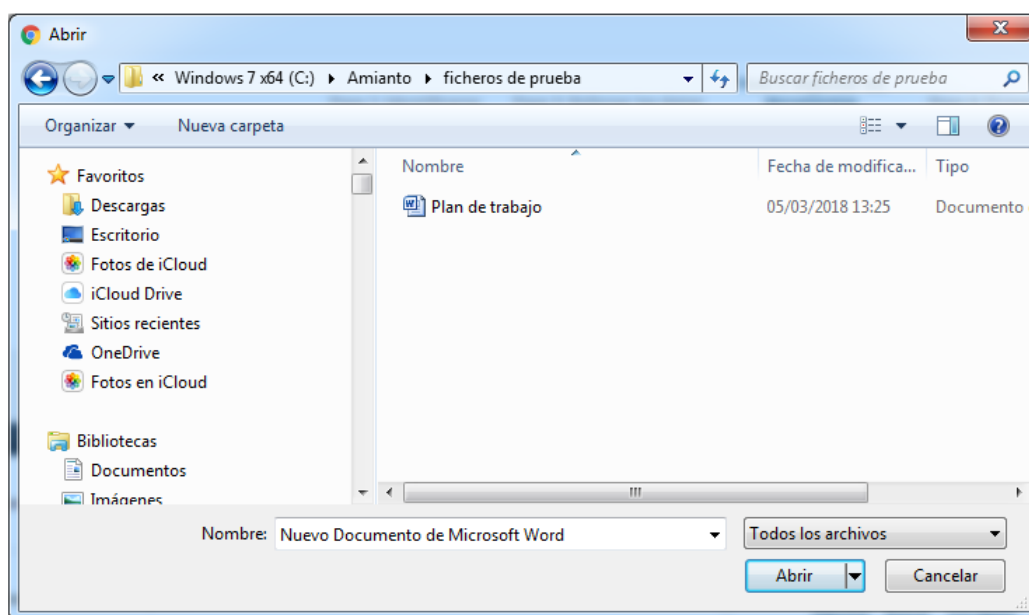 Abrir
« Windows 7 x64 (C:) Amianto ficheros de prueba Buscar ficheros de prueba
Organizar Nueva carpeta
Nombre Fecha de modifica... Tipo
Plan de trabajo 05/03/2018 13:25 Documento
Favoritos
Descargas
Escritorio
Fotos de iCloud
iCloud Drive
Sitios recientes
OneDrive
Fotos en iCloud
Bibliotecas
Documentos
Imágenes
Nombre: Nuevo Documento de Microsoft Word Todos los archivos
Abrir Cancelar